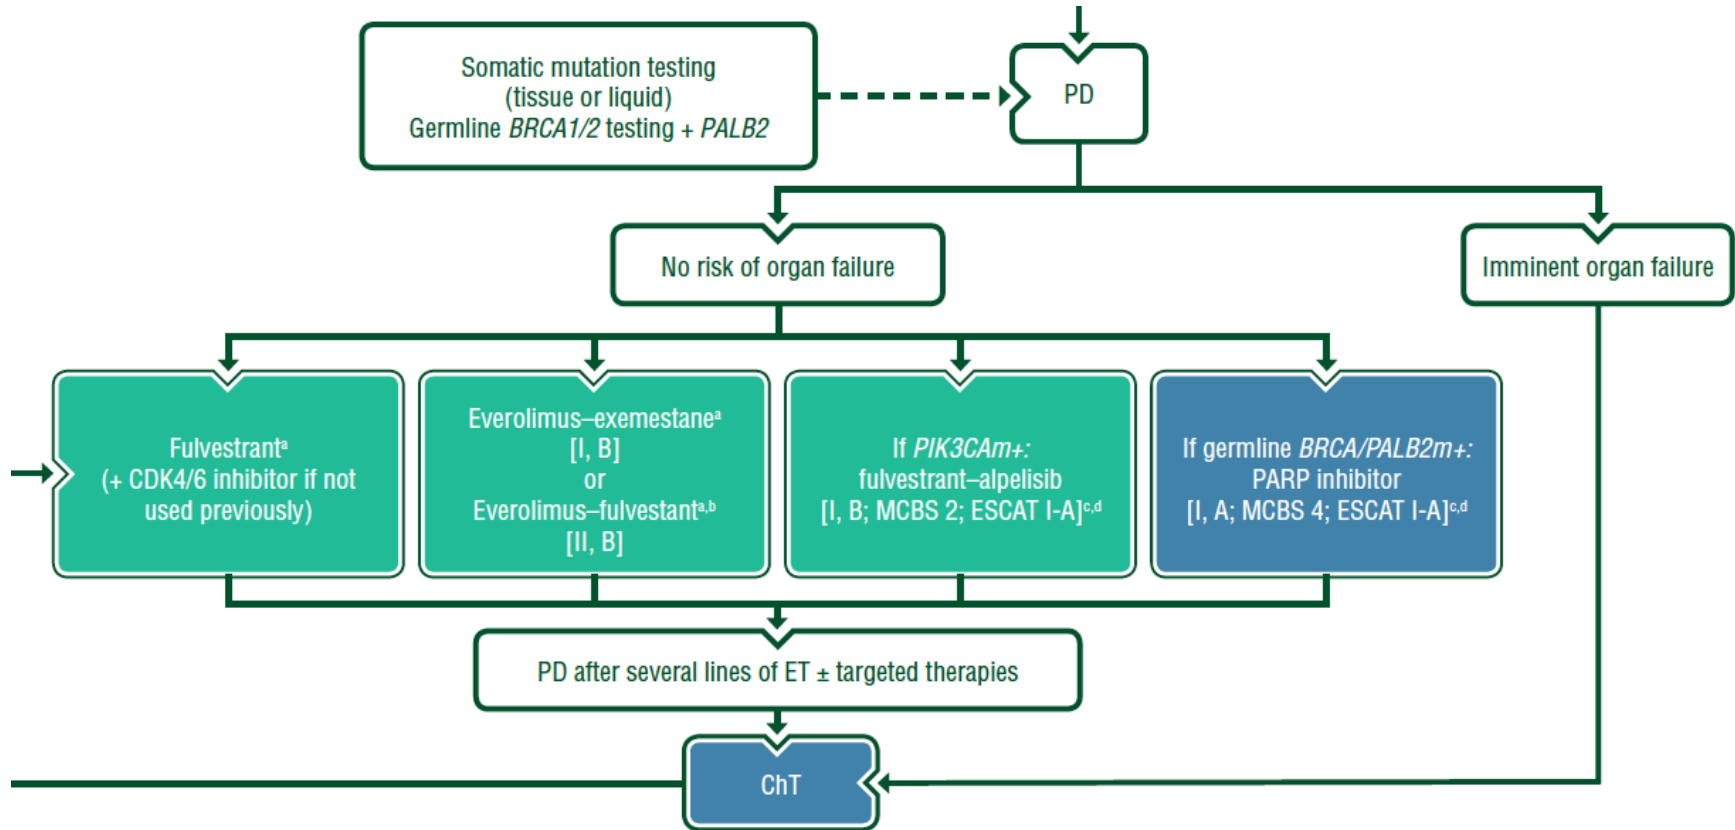 Somatic mutation testing
(tissue or liquid)
Germline BRCA1/2 testing + PALB2
PD
No risk of organ failure
Imminent organ failure
Fulvestrantᵃ
(+ CDK4/6 inhibitor if not
used previously)
Everolimus–exemestaneᵃ
[I, B]
or
Everolimus–fulvestantᵃ,ᵇ
[II, B]
If PIK3CAm+:
fulvestrant–alpelisib
[I, B; MCBS 2; ESCAT I-A]ᶜ,ᵈ
If germline BRCA/PALB2m+:
PARP inhibitor
[I, A; MCBS 4; ESCAT I-A]ᶜ,ᵈ
PD after several lines of ET ± targeted therapies
ChT